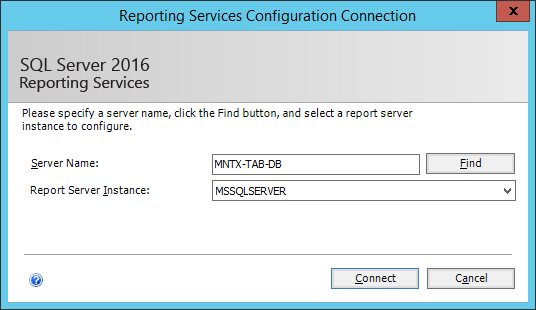 Reporting Services Configuration Connection
x
SQL Server 2016
Reporting Services
Please specify a server name, click the Find button, and select a report server
instance to configure.
Server Name: MNTX-TAB-DB Find
Report Server Instance: MSSQLSERVER
? Connect Cancel